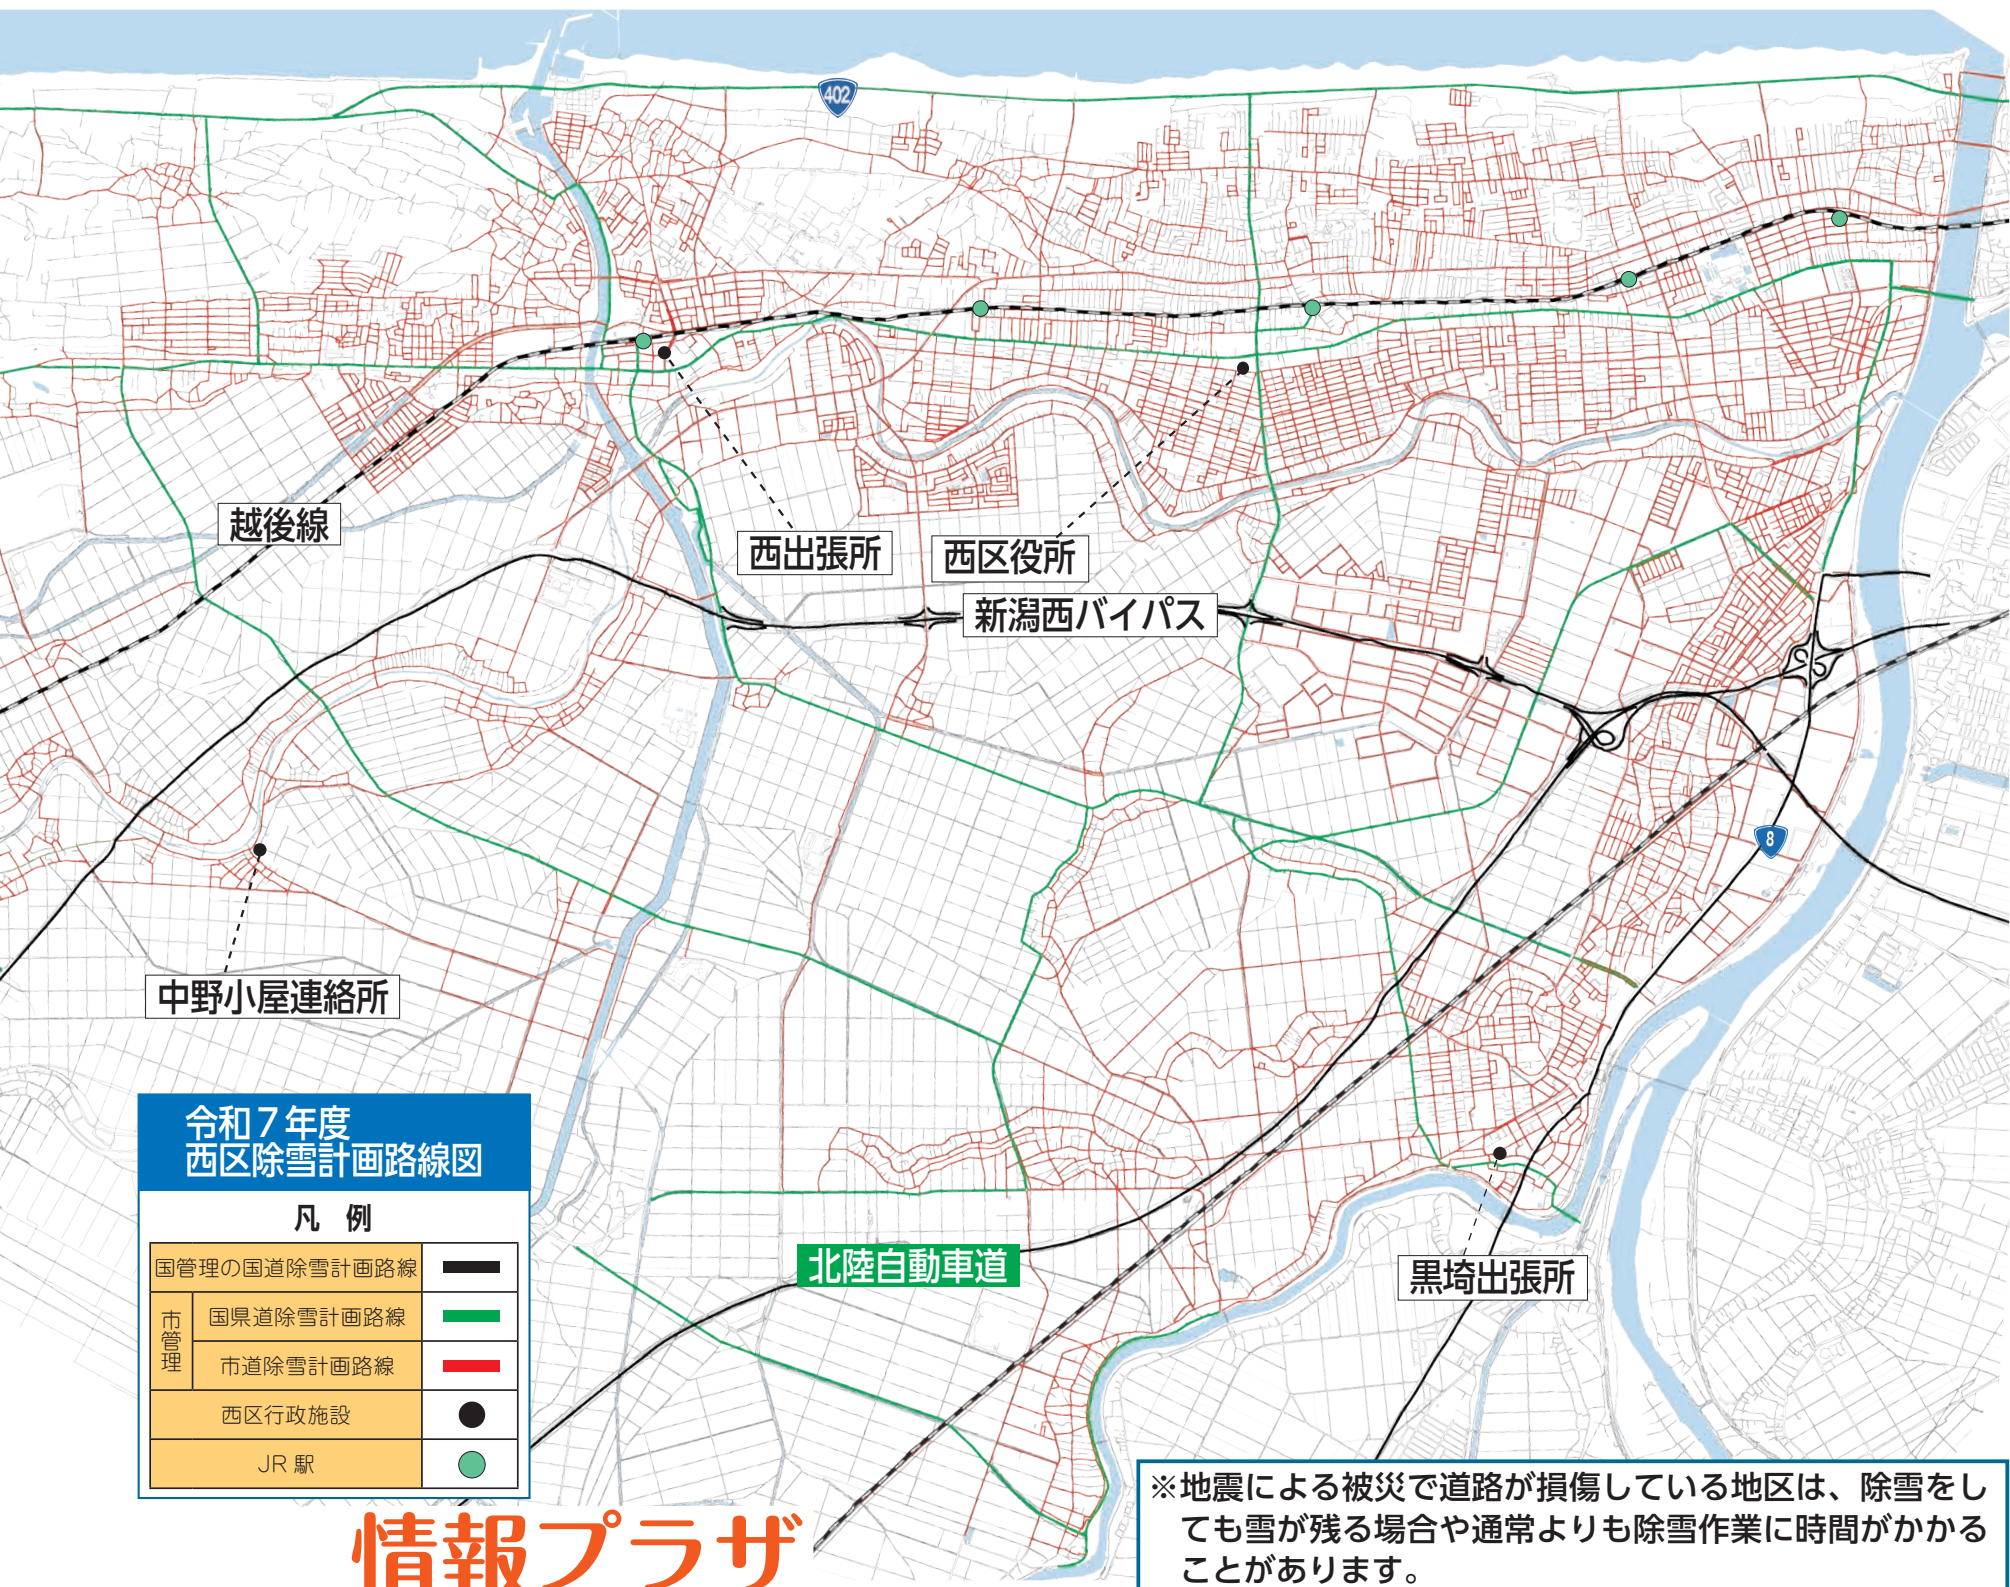 402
越後線
西出張所
西区役所
新潟西バイパス
8
中野小屋連絡所
令和7年度
西区除雪計画路線図
凡 例
国管理の国道除雪計画路線
市管理
国県道除雪計画路線
市道除雪計画路線
西区行政施設
JR 駅
北陸自動車道
黒埼出張所
※地震による被災で道路が損傷している地区は、除雪をし
ても雪が残る場合や通常よりも除雪作業に時間がかかる
ことがあります。
情報プラザ